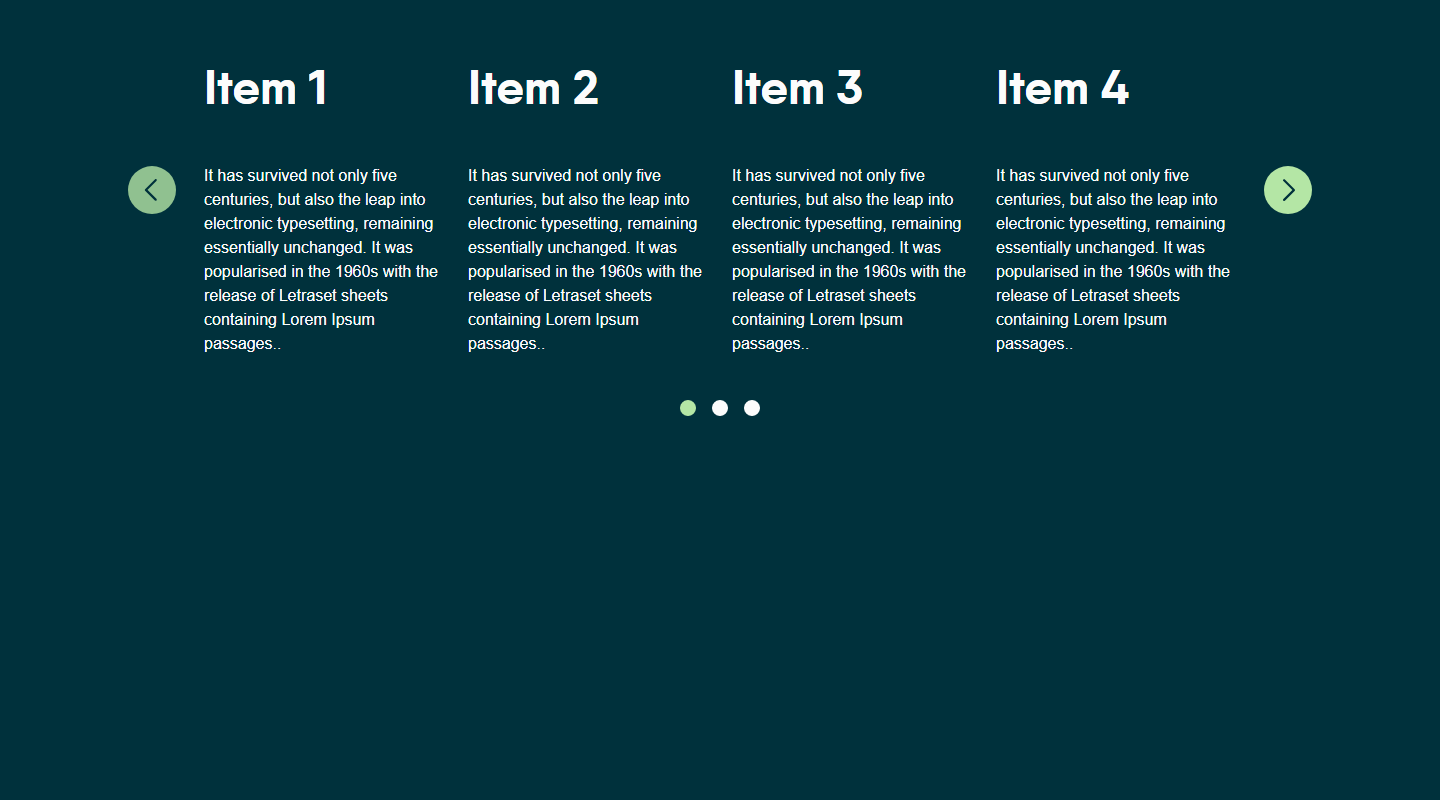 Item 1
It has survived not only five
centuries, but also the leap into
electronic typesetting, remaining
essentially unchanged. It was
popularised in the 1960s with the
release of Letraset sheets
containing Lorem Ipsum
passages..
Item 2
It has survived not only five
centuries, but also the leap into
electronic typesetting, remaining
essentially unchanged. It was
popularised in the 1960s with the
release of Letraset sheets
containing Lorem Ipsum
passages..
Item 3
It has survived not only five
centuries, but also the leap into
electronic typesetting, remaining
essentially unchanged. It was
popularised in the 1960s with the
release of Letraset sheets
containing Lorem Ipsum
passages..
Item 4
It has survived not only five
centuries, but also the leap into
electronic typesetting, remaining
essentially unchanged. It was
popularised in the 1960s with the
release of Letraset sheets
containing Lorem Ipsum
passages..